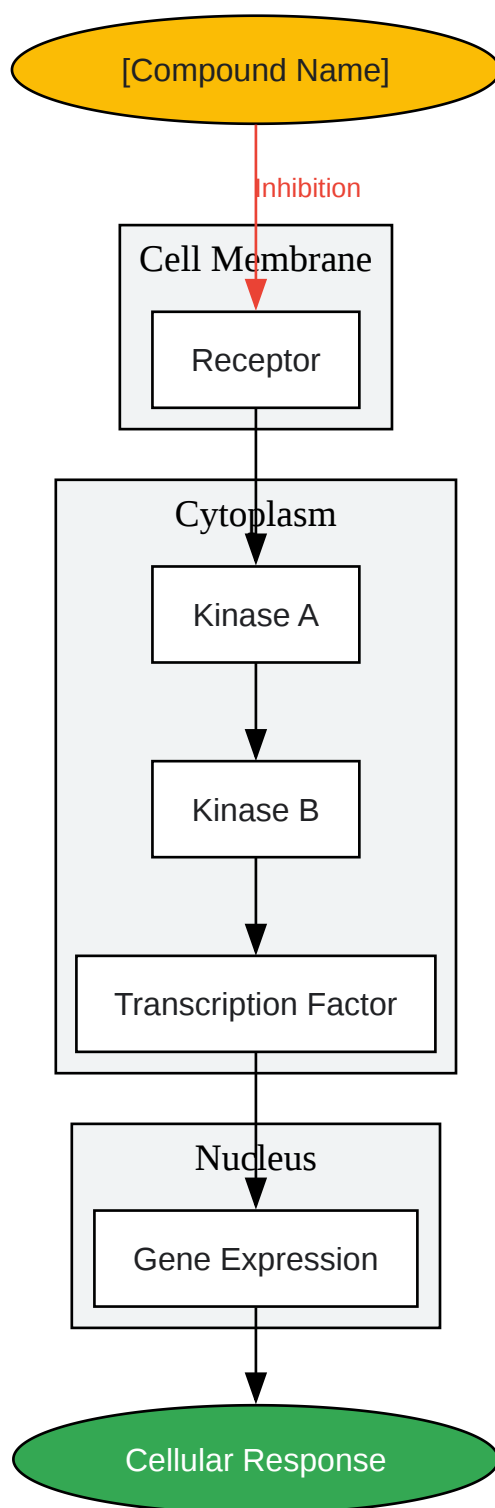 [Compound Name]
Inhibition
Cell Membrane
Receptor
Cytoplasm
Kinase A
Kinase B
Transcription Factor
Nucleus
Gene Expression
Cellular Response